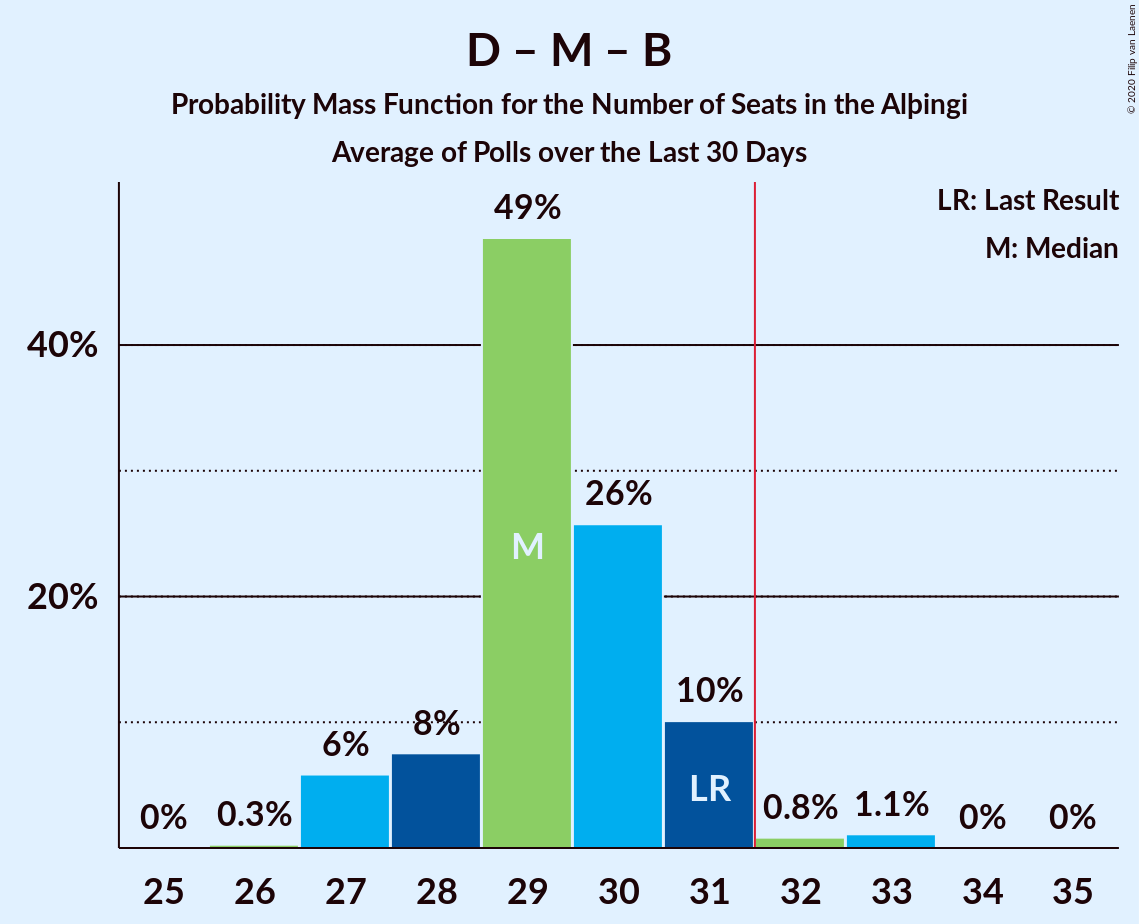 D – M – B
Probability Mass Function for the Number of Seats in the Alþingi
Average of Polls over the Last 30 Days
© 2020 Filip van Laenen
LR: Last Result
M: Median
49%
40%
26%
M
20%
10%
8%
6%
LR
0% 0.3% 0.8% 1.1% 0% 0%
25 26 27 28 29 30 31 32 33 34 35